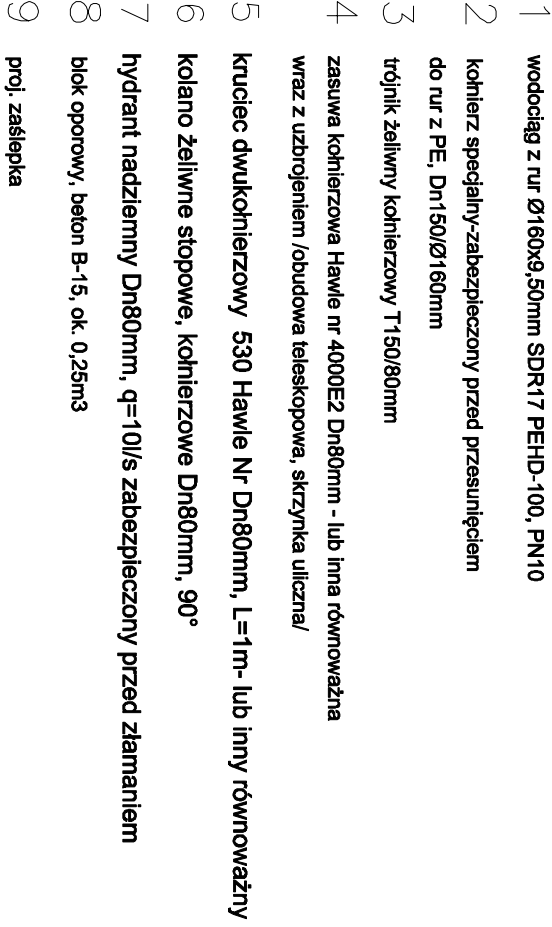 1 wodociąg z rur Ø160x9,50mm SDR17 PEHD-100, PN10
2 kołnierz specjalny-zabezpieczony przed przesunięciem
do rur z PE, Dn150/Ø160mm
3 trójnik żeliwny kołnierzowy T150/80mm
4 zasuwa kołnierzowa Hawle nr 4000E2 Dn80mm - lub inna równoważna
wraz z uzbrojeniem /obudowa teleskopowa, skrzynka uliczna/
5 kruciec dwukołnierzowy 530 Hawle Nr Dn80mm, L=1m- lub inny równoważny
6 kolano żeliwne stopowe, kołnierzowe Dn80mm, 90°
7 hydrant nadziemny Dn80mm, q=10l/s zabezpieczony przed złamaniem
8 blok oporowy, beton B-15, ok. 0,25m3
9 proj. zaślepka